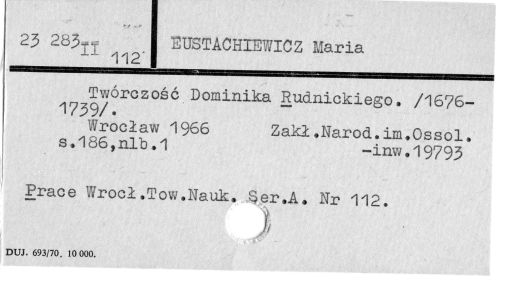 23 283 II 112
EUSTACHIEWICZ Maria
Twórczość Dominika Rudnickiego. /1676-
1739/.
Wrocław 1966 Zakł.Narod.im.Ossol.
s.186,nlb.1 -inw.19793
Prace Wrocł.Tow.Nauk. Ser.A. Nr 112.
DUJ. 693/70. 10 000.